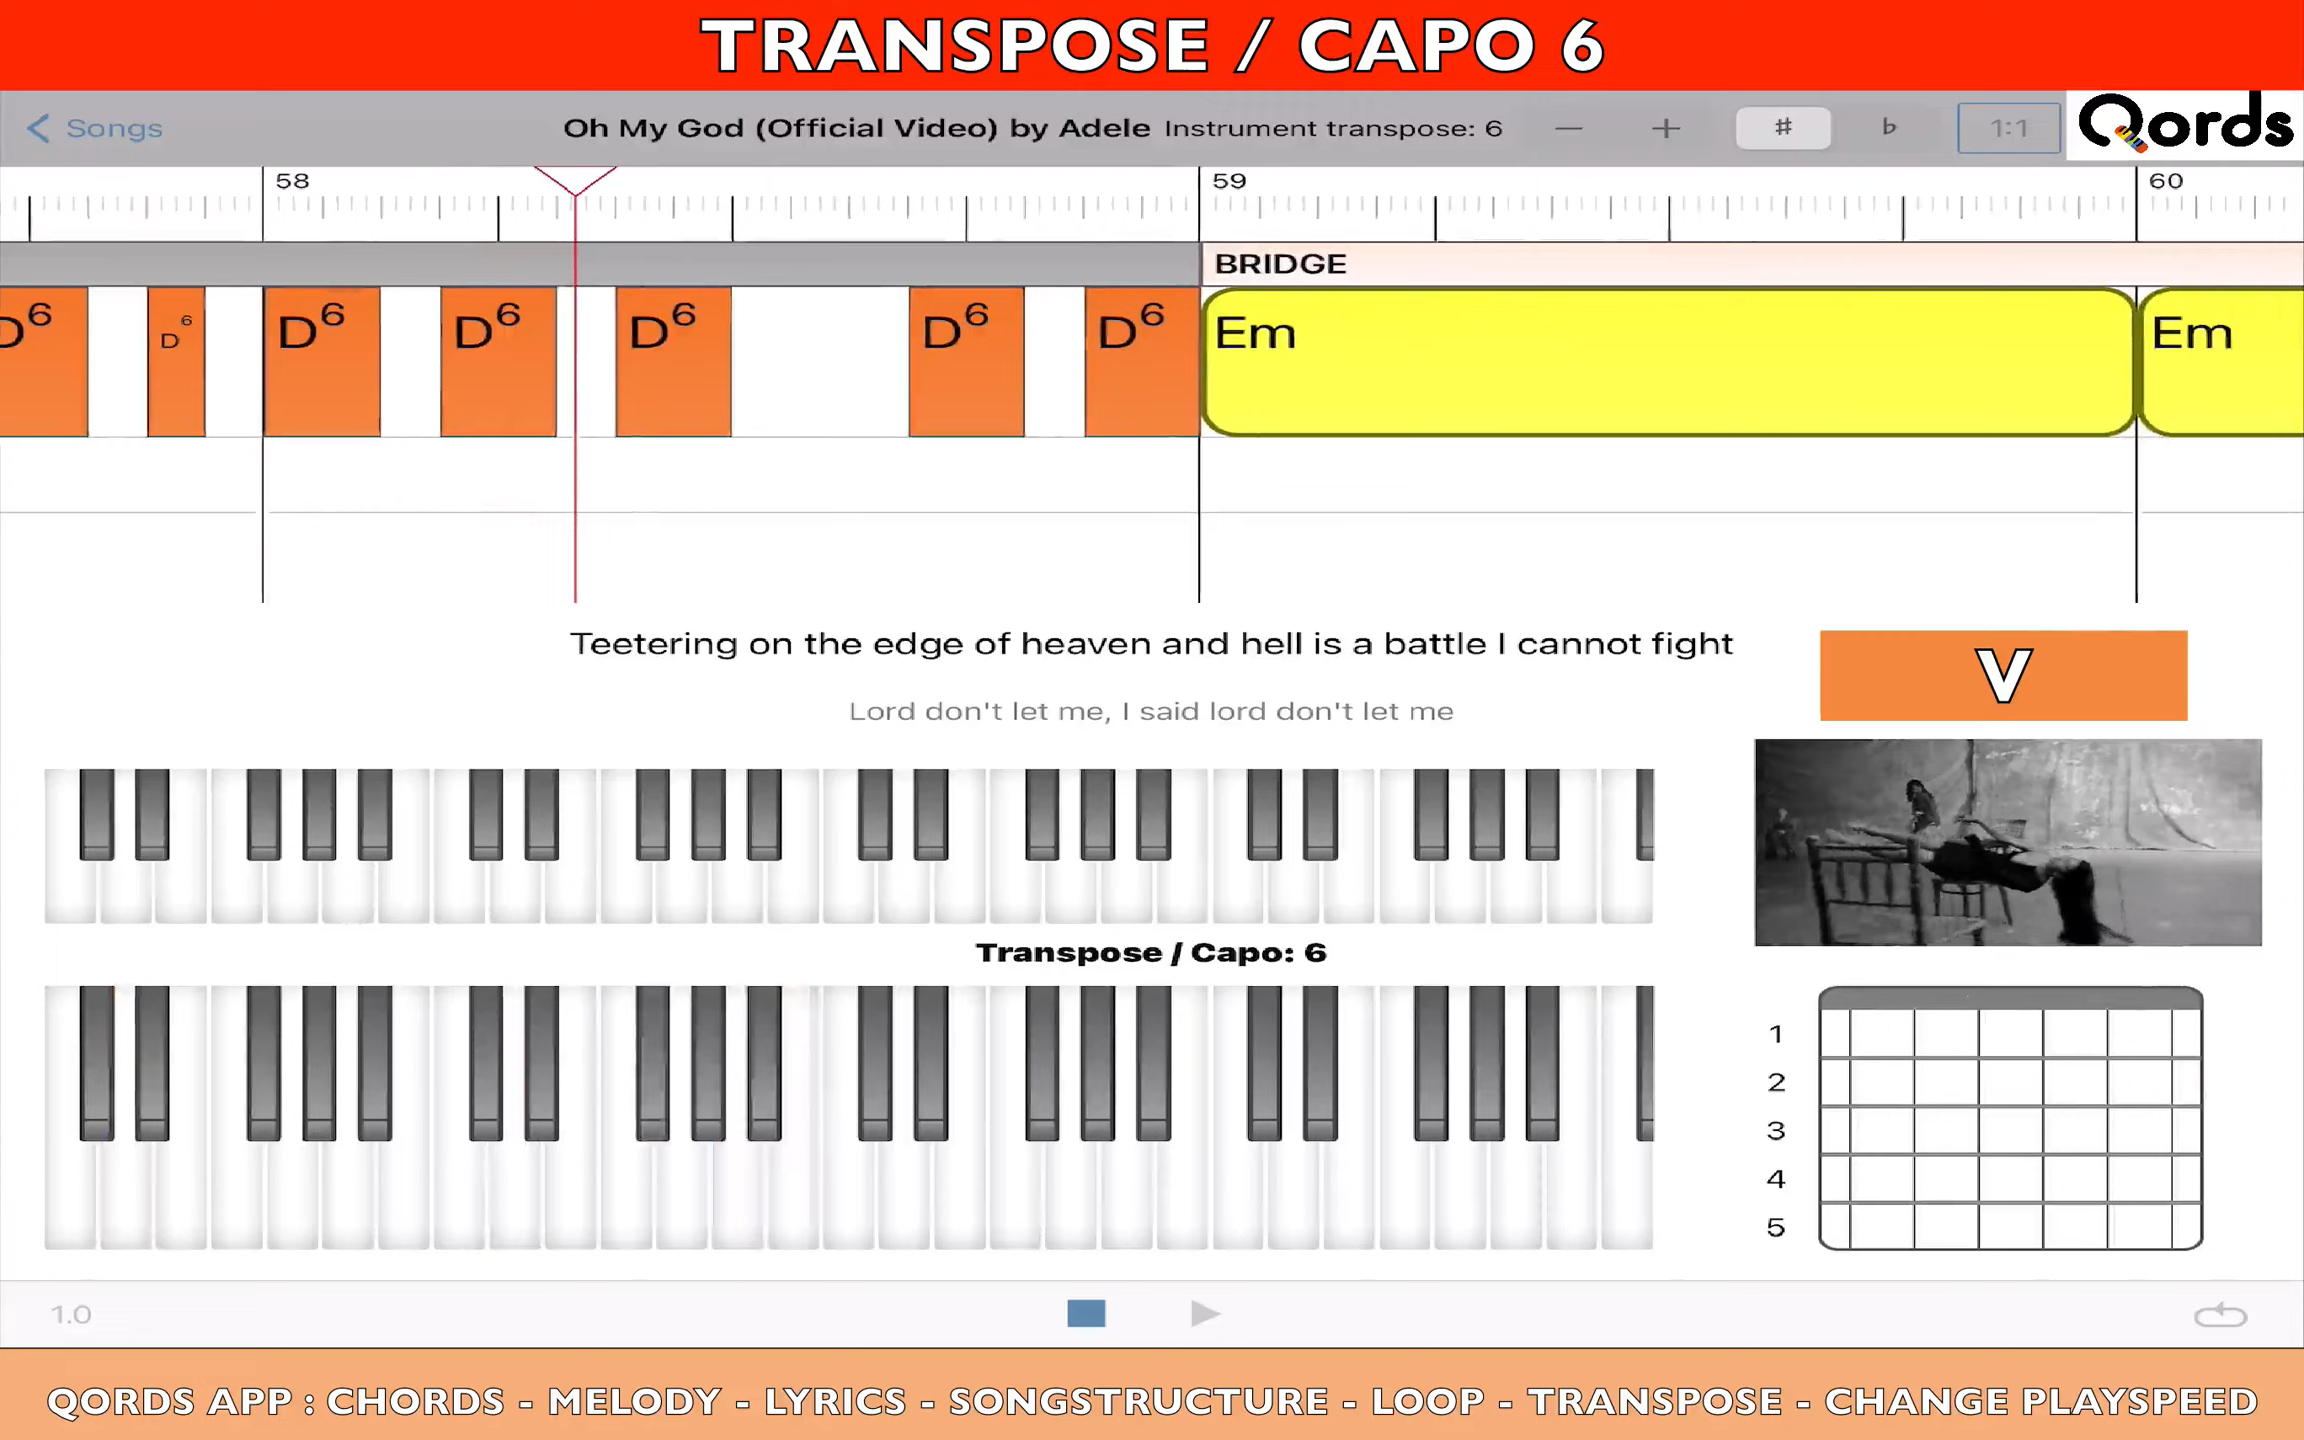 TRANSPOSE / CAPO 6
Songs
Oh My God (Official Video) by Adele Instrument transpose: 6 — + ♯ ♭ 1:1 Qords
58 59 60
BRIDGE
D6 D6 D6 D6 D6 D6 D6 Em Em
Teetering on the edge of heaven and hell is a battle I cannot fight
V
Lord don't let me, I said lord don't let me
Transpose / Capo: 6
1
2
3
4
5
1.0
QORDS APP : CHORDS - MELODY - LYRICS - SONGSTRUCTURE - LOOP - TRANSPOSE - CHANGE PLAYSPEED